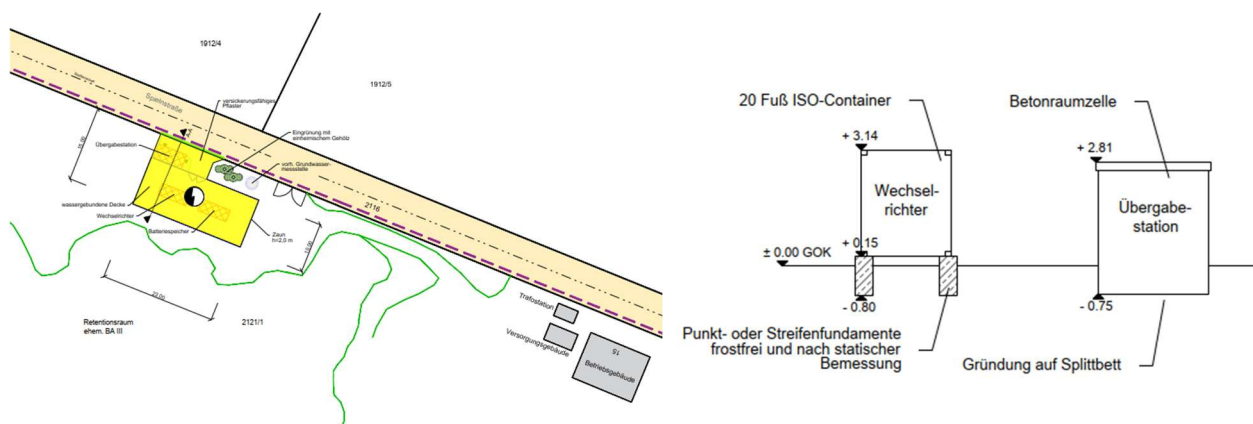 1912/4
1912/5
Spelnstraße
versickerungsfähiges
Pflaster
Eingrünung mit
einheimischem Gehölz
Übergabestation
vorh. Grundwasser-
messstelle
wassergebundene Decke
Wechselrichter
Batteriespeicher
2116
Zaun
h=2,0 m
Retentionsraum
ehem. BA III
2121/1
Trafostation
Versorgungsgebäude
15
Betriebsgebäude
20 Fuß ISO-Container
Betonraumzelle
+ 3.14
+ 2.81
Wechsel-
richter
Übergabe-
station
+ 0.15
± 0.00 GOK
- 0.80
- 0.75
Punkt- oder Streifenfundamente
frostfrei und nach statischer
Bemessung
Gründung auf Splittbett